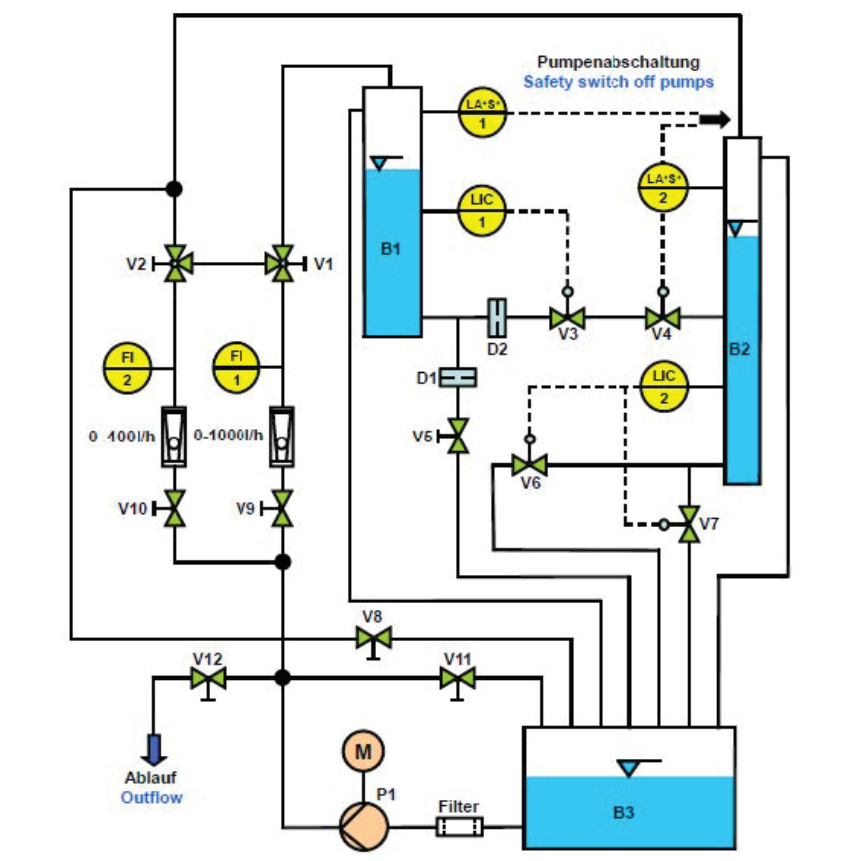 Pumpenabschaltung
Safety switch off pumps
LA+S+
1
LA+S+
2
LIC
1
B1
V2
V1
V3
V4
D2
B2
FI
2
FI
1
D1
LIC
2
0 400l/h
0-1000l/h
V5
V6
V10
V9
V7
V8
V12
V11
M
Ablauf
Outflow
P1
Filter
B3